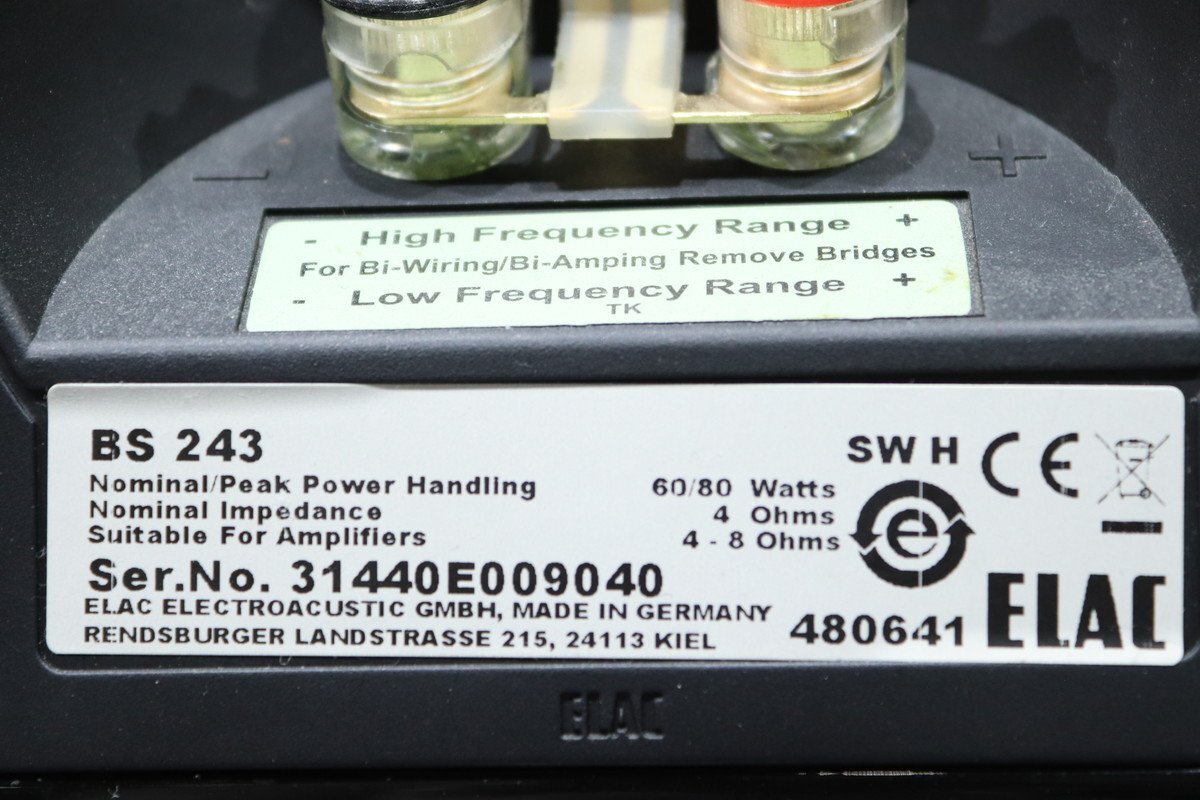 - +
- High Frequency Range +
For Bi-Wiring/Bi-Amping Remove Bridges
- Low Frequency Range +
TK
BS 243
SW H CE
Nominal/Peak Power Handling 60/80 Watts
Nominal Impedance 4 Ohms
Suitable For Amplifiers 4 - 8 Ohms
e
Ser.No. 31440E009040
ELAC ELECTROACUSTIC GMBH, MADE IN GERMANY
RENDSBURGER LANDSTRASSE 215, 24113 KIEL
480641 ELAC
ELAC